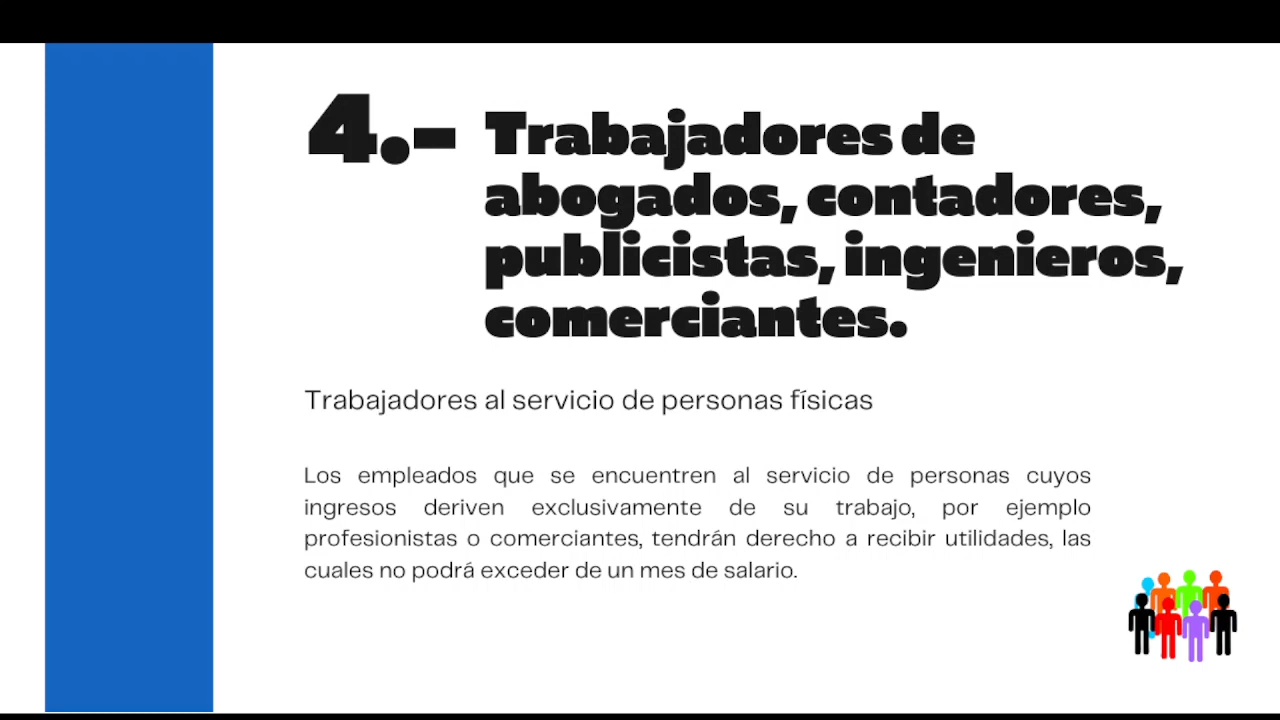 4.- Trabajadores de
abogados, contadores,
publicistas, ingenieros,
comerciantes.
Trabajadores al servicio de personas físicas
Los empleados que se encuentren al servicio de personas cuyos
ingresos deriven exclusivamente de su trabajo, por ejemplo
profesionistas o comerciantes, tendrán derecho a recibir utilidades, las
cuales no podrá exceder de un mes de salario.